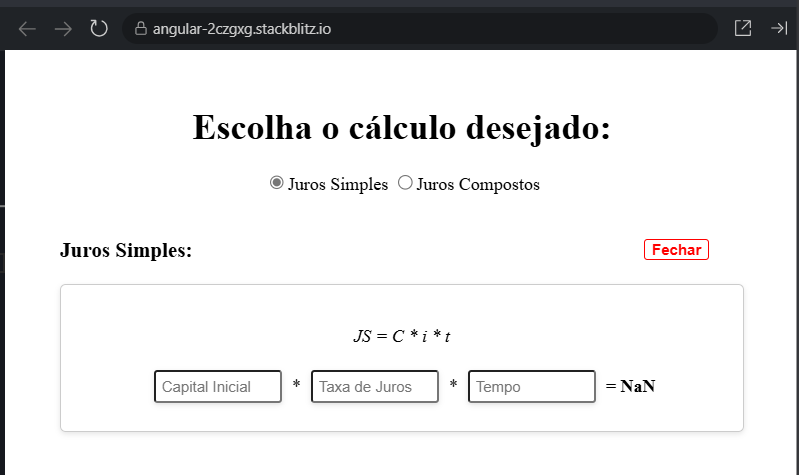 angular-2czgxg.stackblitz.io
Escolha o cálculo desejado:
Juros Simples Juros Compostos
Juros Simples: Fechar
JS = C * i * t
Capital Inicial * Taxa de Juros * Tempo = NaN